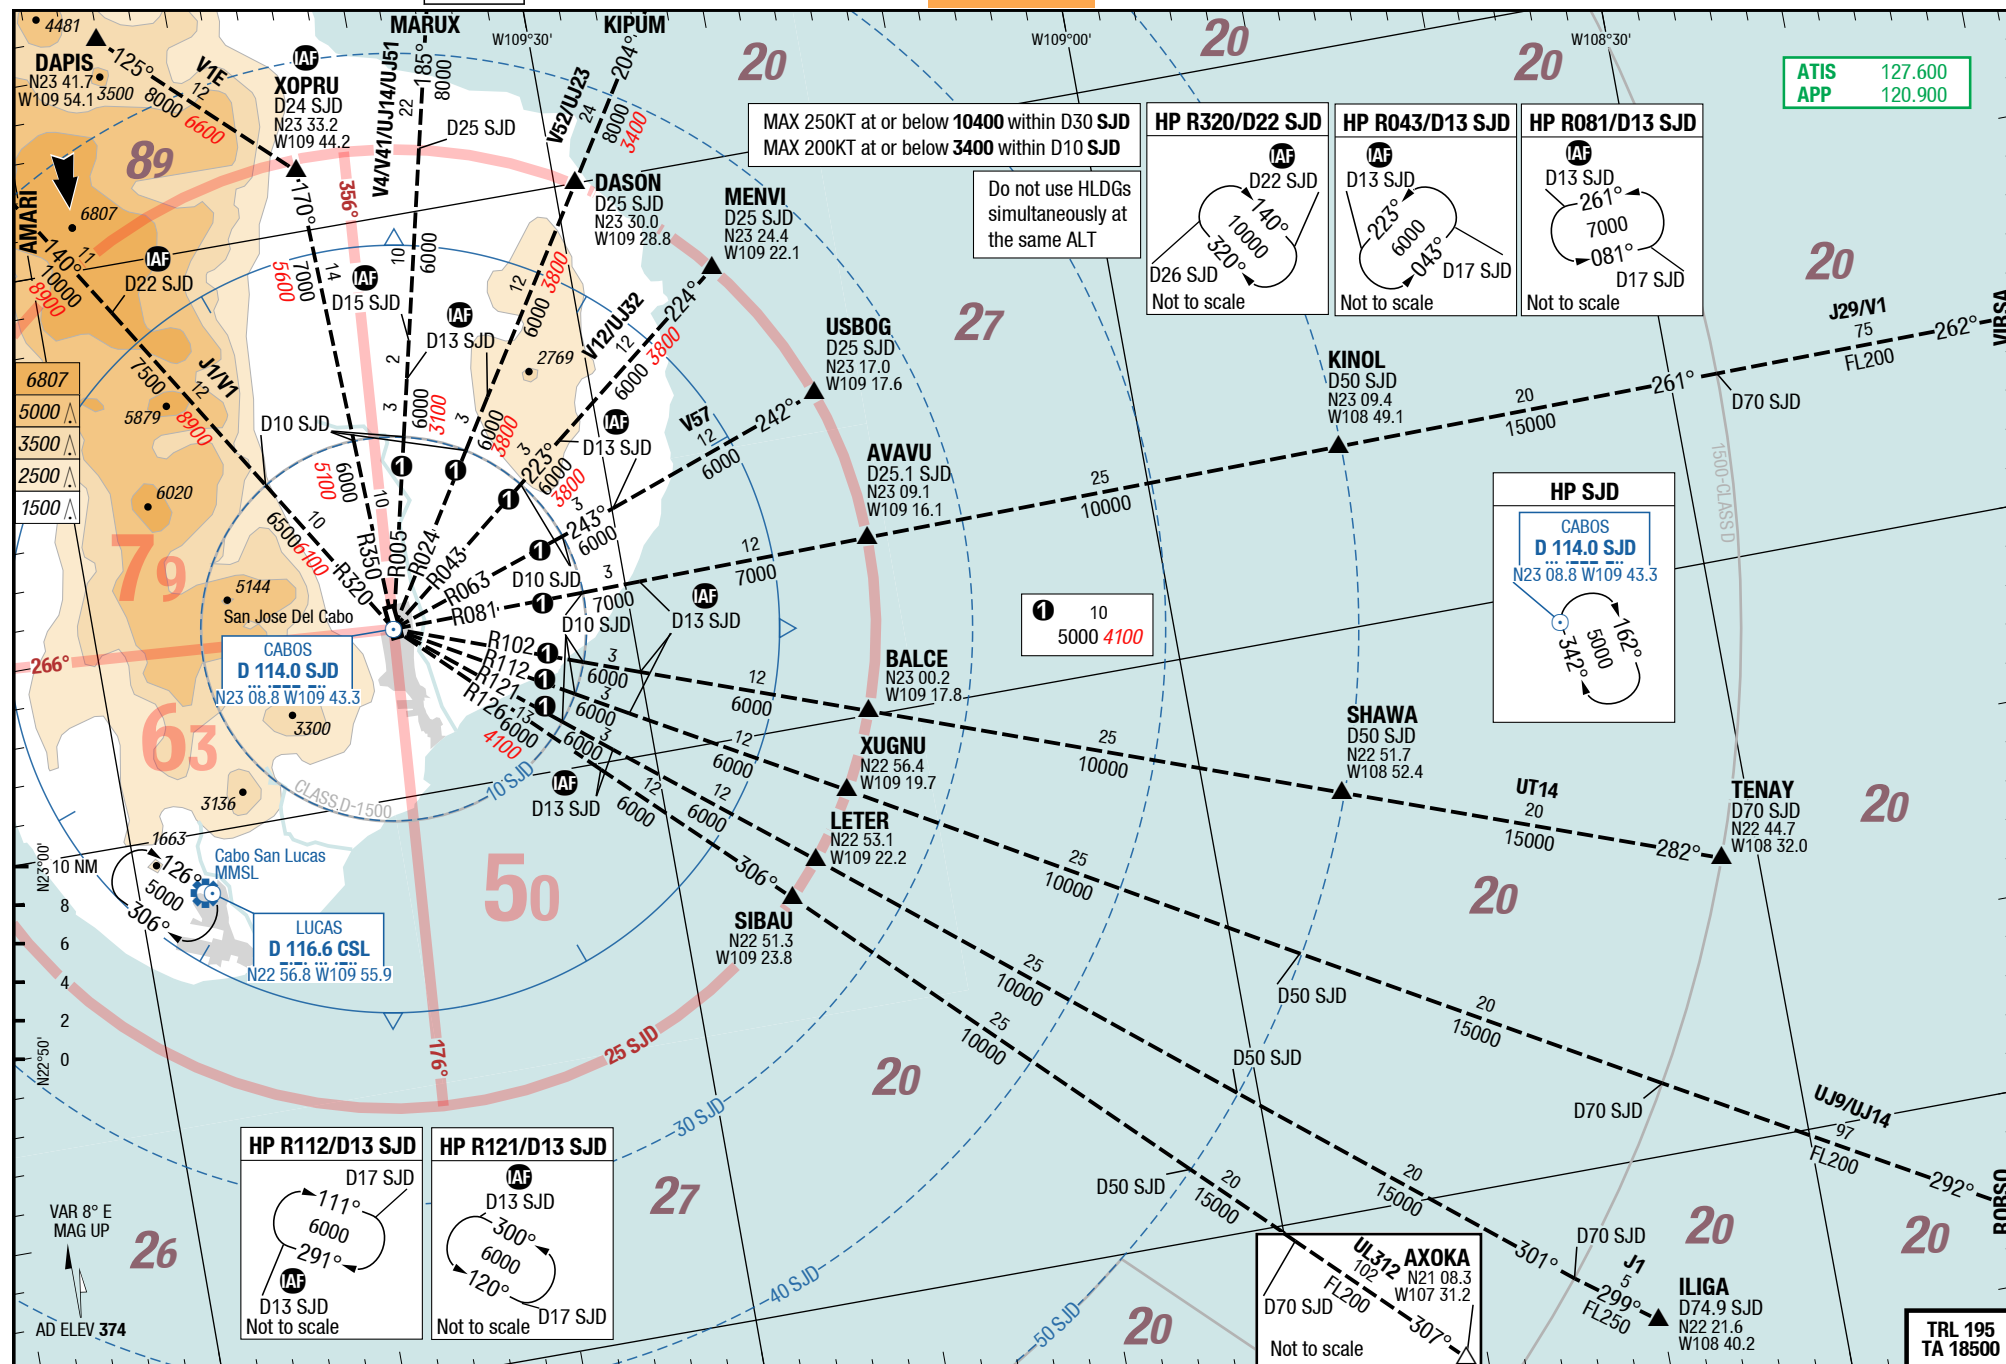 4481
DAPIS
N23 41.7
W109 54.1
3500
125°
8000
6600
V1E
12
IAF
XOPRU
D24 SJD
N23 33.2
W109 44.2
MARUX
185°
8000
22
V4/V41/UJ14/UJ51
D25 SJD
W109°30'
KIPUM
204°
V52/UJ23
24
8000
3400
20
W109°00'
20
W108°30'
20
ATIS 127.600
APP 120.900
MAX 250KT at or below 10400 within D30 SJD
MAX 200KT at or below 3400 within D10 SJD
Do not use HLDGs
simultaneously at
the same ALT
HP R320/D22 SJD
IAF
D22 SJD
140°
10000
320°
D26 SJD
Not to scale
HP R043/D13 SJD
IAF
D13 SJD
223°
6000
043°
D17 SJD
Not to scale
HP R081/D13 SJD
IAF
D13 SJD
261°
7000
081°
D17 SJD
Not to scale
89
6807
AMARI
140°
11
10000
8900
IAF
D22 SJD
170°
356°
5600
7000
14
IAF
D15 SJD
10
6000
DASON
D25 SJD
N23 30.0
W109 28.8
MENVI
D25 SJD
N23 24.4
W109 22.1
12
6000
3800
IAF
D13 SJD
V12/UJ32
12
224°
6000
3800
2769
27
20
USBOG
D25 SJD
N23 17.0
W109 17.6
KINOL
D50 SJD
N23 09.4
W108 49.1
J29/V1
75
FL200
262°
VIRSA
261°
D70 SJD
20
15000
6807
5000
3500
2500
1500
7500
J1/V1
12
5879
8900
D10 SJD
2
3
6000
3100
3
6000
3800
IAF
D13 SJD
V57
12
242°
6000
AVAVU
D25.1 SJD
N23 09.1
W109 16.1
25
10000
1500-CLASS D
6020
5100
6000
10
1
1
1
3
223°
6000
3800
3
243°
6000
79
10
6500
6100
R320
R350
R005
R024
R043
R063
R081
1
D10 SJD
1
3
7000
12
7000
IAF
D13 SJD
D10 SJD
5144
San Jose Del Cabo
CABOS
D 114.0 SJD
N23 08.8 W109 43.3
266°
1 10
5000 4100
HP SJD
CABOS
D 114.0 SJD
N23 08.8 W109 43.3
162°
5000
342°
R102
R112
R121
R126
1
1
1
3
6000
3
6000
3
6000
13
6000
4100
12
6000
BALCE
N23 00.2
W109 17.8
63
3300
3136
CLASS D-1500
10 SJD
IAF
D13 SJD
12
6000
XUGNU
N22 56.4
W109 19.7
12
6000
LETER
N22 53.1
W109 22.2
6000
306°
SIBAU
N22 51.3
W109 23.8
25
10000
SHAWA
D50 SJD
N22 51.7
W108 52.4
UT14
20
15000
282°
TENAY
D70 SJD
N22 44.7
W108 32.0
20
20
1663
N23°00'
10 NM
8
6
4
2
0
N22°50'
126°
5000
306°
Cabo San Lucas
MMSL
LUCAS
D 116.6 CSL
N22 56.8 W109 55.9
50
176°
25 SJD
25
10000
D50 SJD
20
15000
D70 SJD
UJ9/UJ14
97
FL200
292°
BOBSO
25
10000
D50 SJD
25
10000
D50 SJD
20
30 SJD
27
20
15000
20
15000
301°
D70 SJD
J1
5
299°
FL250
ILIGA
D74.9 SJD
N22 21.6
W108 40.2
20
20
HP R112/D13 SJD
D17 SJD
111°
6000
291°
IAF
D13 SJD
Not to scale
HP R121/D13 SJD
IAF
D13 SJD
300°
6000
120°
D17 SJD
Not to scale
VAR 8° E
MAG UP
26
AD ELEV 374
40 SJD
50 SJD
20
D70 SJD
UL312
102
FL200
AXOKA
N21 08.3
W107 31.2
307°
Not to scale
TRL 195
TA 18500